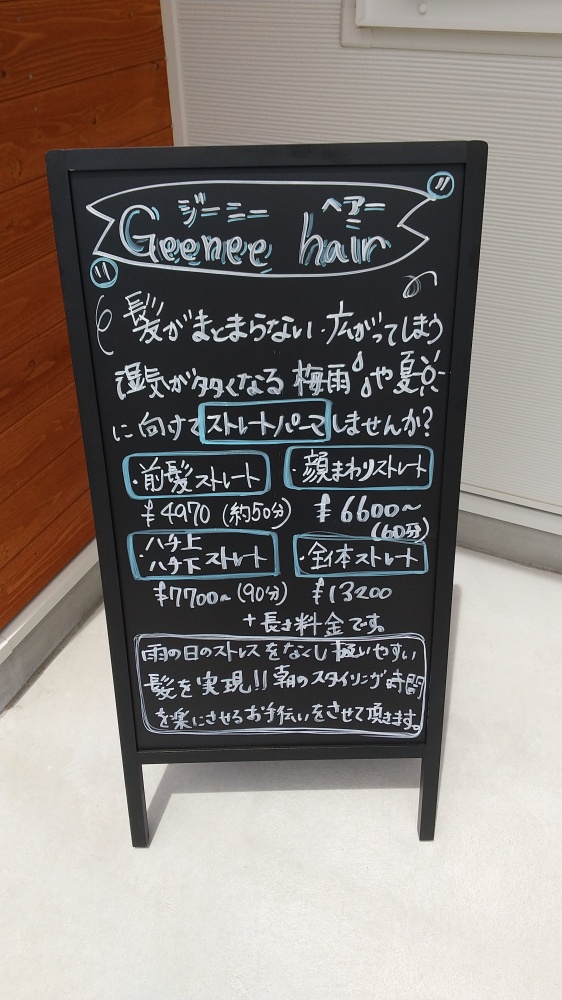 ジーニー ヘアー
Geenee hair
髪がまとまらない・広がってしまう
湿気が多くなる梅雨や夏
に向けてストレートパーマしませんか?
・前髪ストレート ・顔まわりストレート
¥4970 (約50分) ¥6600〜
(60分)
・ハチ上
ハチ下ストレート ・全体ストレート
¥7700〜(90分) ¥13200
+長さ料金です。
雨の日のストレスをなくし扱いやすい
髪を実現!!朝のスタイリング時間
を楽にさせるお手伝いをさせて頂きます。